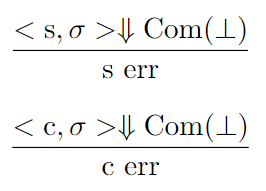 < s, σ >⇓ Com(⊥)
s err
< c, σ >⇓ Com(⊥)
c err